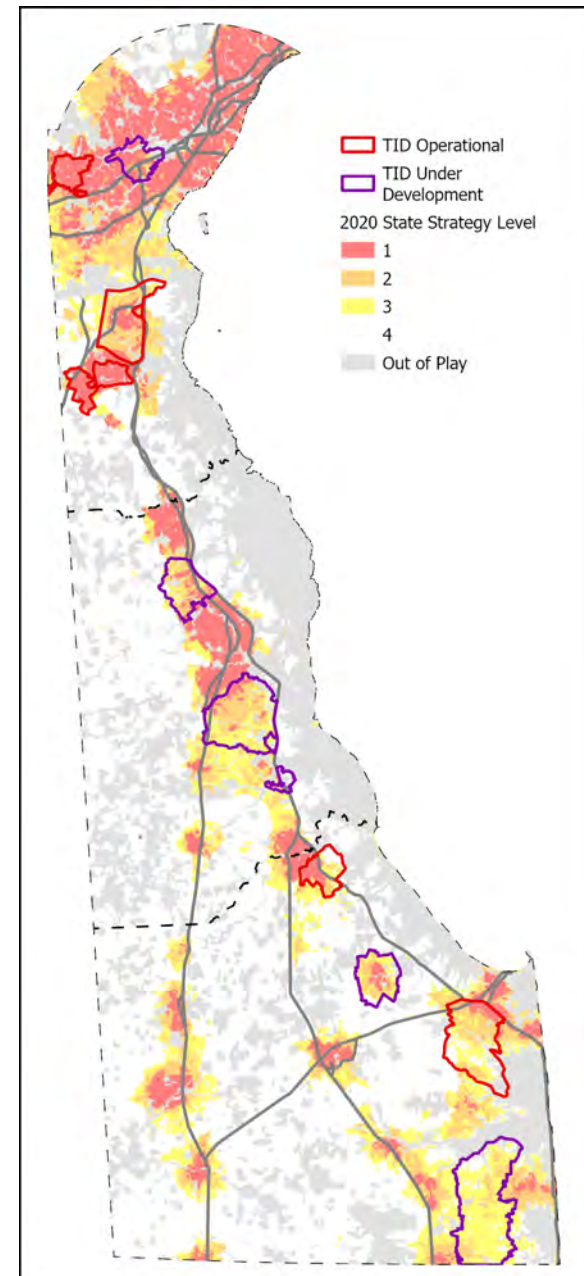 TID Operational
TID Under
Development
2020 State Strategy Level
1
2
3
4
Out of Play